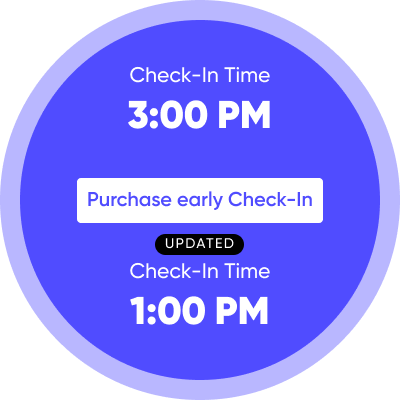 Check-In Time
3:00 PM
Purchase early Check-In
UPDATED
Check-In Time
1:00 PM